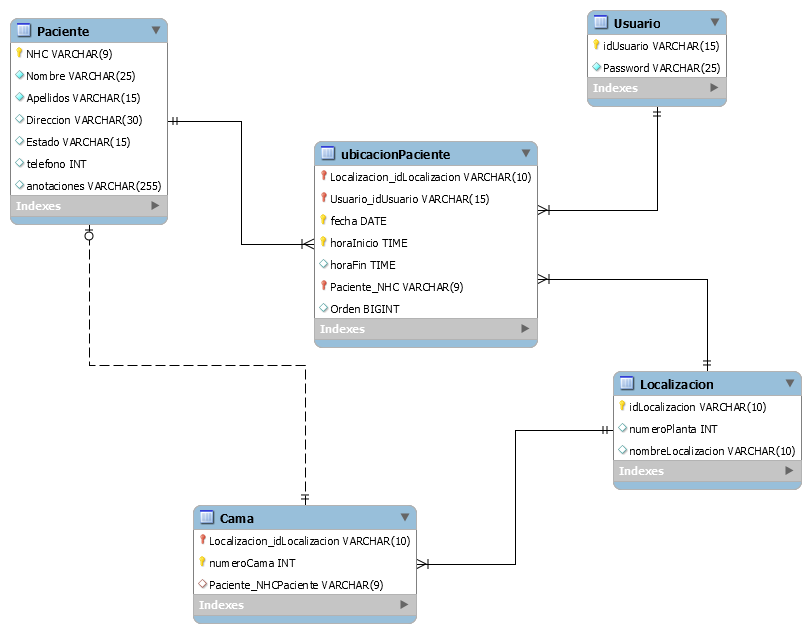 Paciente
NHC VARCHAR(9)
Nombre VARCHAR(25)
Apellidos VARCHAR(15)
Direccion VARCHAR(30)
Estado VARCHAR(15)
telefono INT
anotaciones VARCHAR(255)
Indexes
Usuario
idUsuario VARCHAR(15)
Password VARCHAR(25)
Indexes
ubicacionPaciente
Localizacion_idLocalizacion VARCHAR(10)
Usuario_idUsuario VARCHAR(15)
fecha DATE
horaInicio TIME
horaFin TIME
Paciente_NHC VARCHAR(9)
Orden BIGINT
Indexes
Localizacion
idLocalizacion VARCHAR(10)
numeroPlanta INT
nombreLocalizacion VARCHAR(10)
Indexes
Cama
Localizacion_idLocalizacion VARCHAR(10)
numeroCama INT
Paciente_NHCPaciente VARCHAR(9)
Indexes